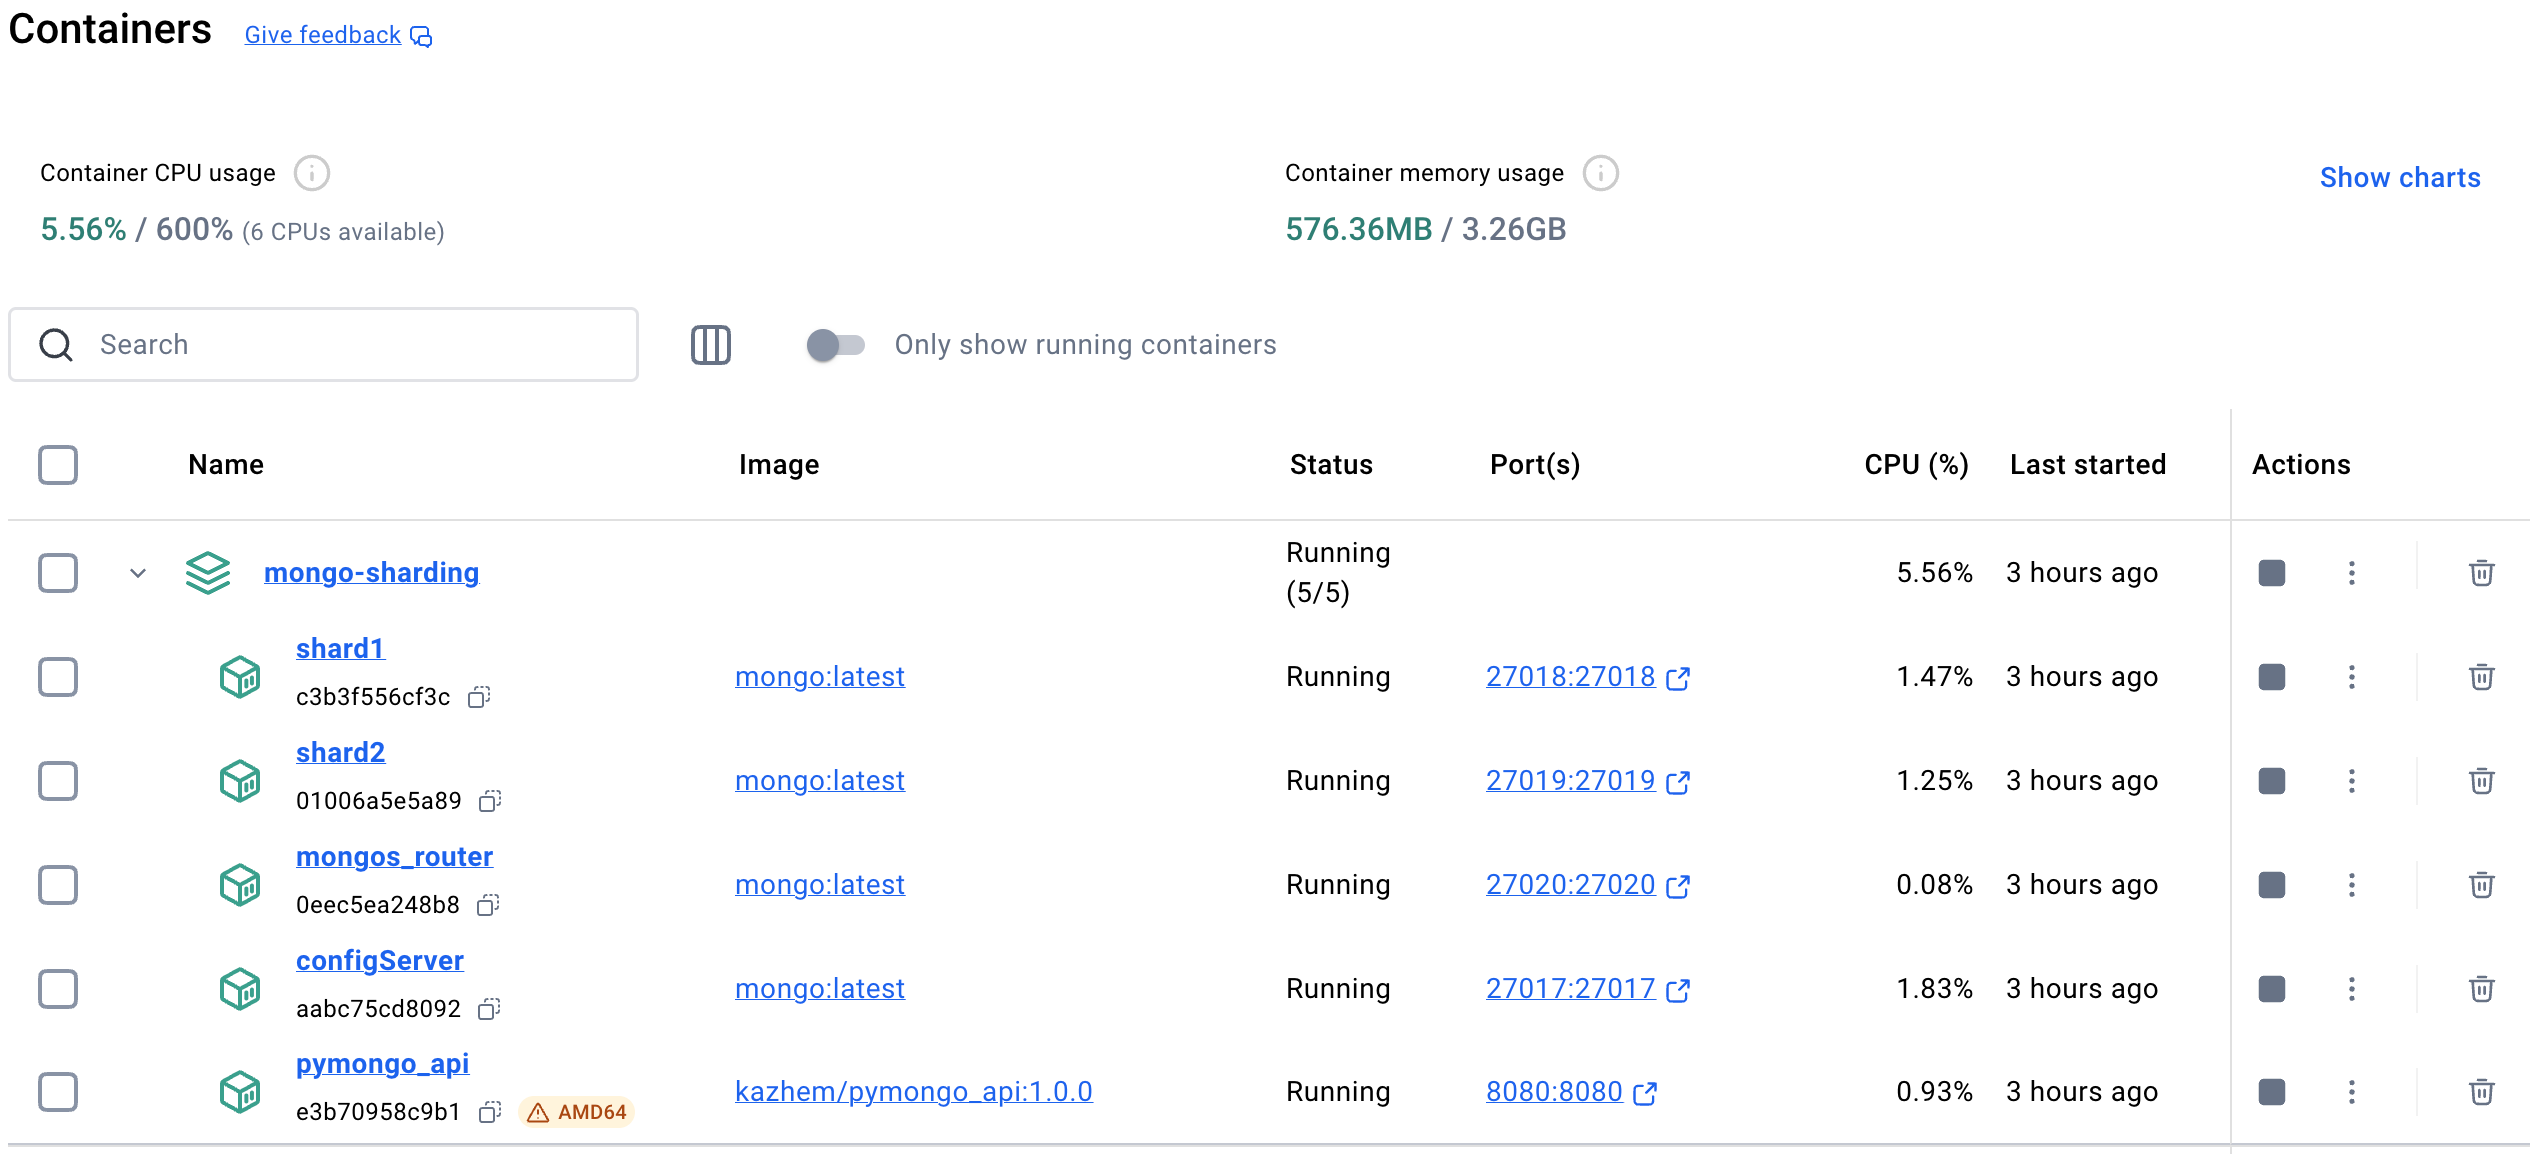 Containers Give feedback
Container CPU usage
5.56% / 600% (6 CPUs available)
Container memory usage
576.36MB / 3.26GB
Show charts
Search
Only show running containers
Name Image Status Port(s) CPU (%) Last started Actions
mongo-sharding Running (5/5) 5.56% 3 hours ago
shard1
c3b3f556cf3c
mongo:latest Running 27018:27018 1.47% 3 hours ago
shard2
01006a5e5a89
mongo:latest Running 27019:27019 1.25% 3 hours ago
mongos_router
0eec5ea248b8
mongo:latest Running 27020:27020 0.08% 3 hours ago
configServer
aabc75cd8092
mongo:latest Running 27017:27017 1.83% 3 hours ago
pymongo_api
e3b70958c9b1 AMD64
kazhem/pymongo_api:1.0.0 Running 8080:8080 0.93% 3 hours ago